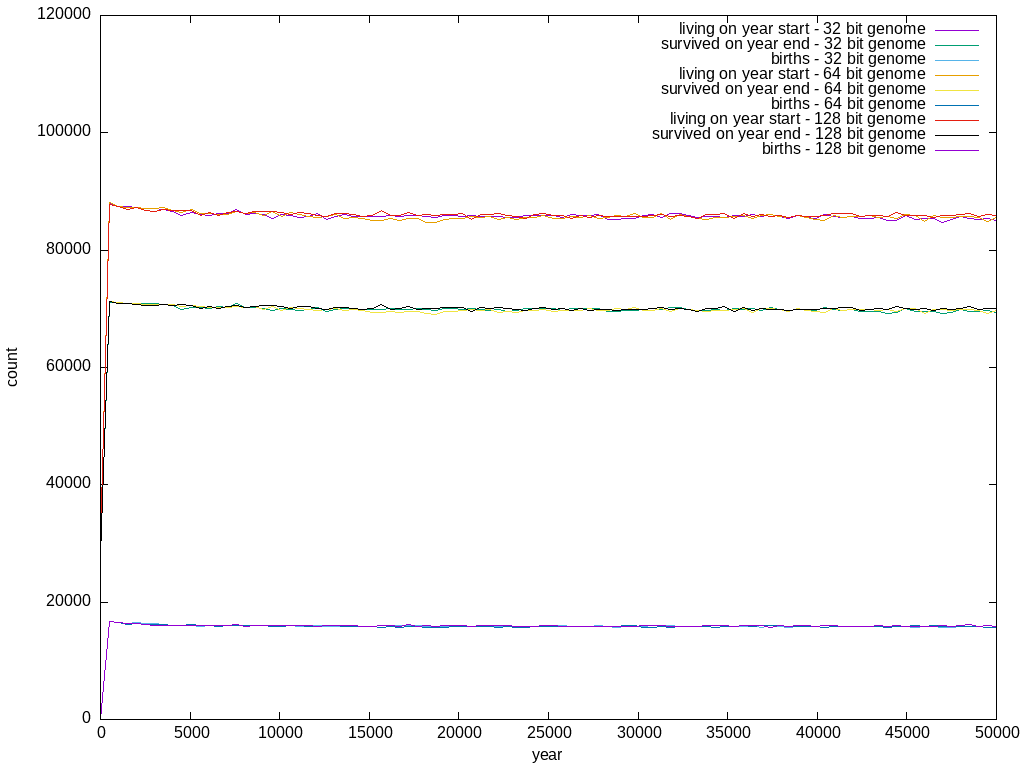 120000
100000
80000
60000
40000
20000
0
count
living on year start - 32 bit genome
survived on year end - 32 bit genome
births - 32 bit genome
living on year start - 64 bit genome
survived on year end - 64 bit genome
births - 64 bit genome
living on year start - 128 bit genome
survived on year end - 128 bit genome
births - 128 bit genome
0 5000 10000 15000 20000 25000 30000 35000 40000 45000 50000
year